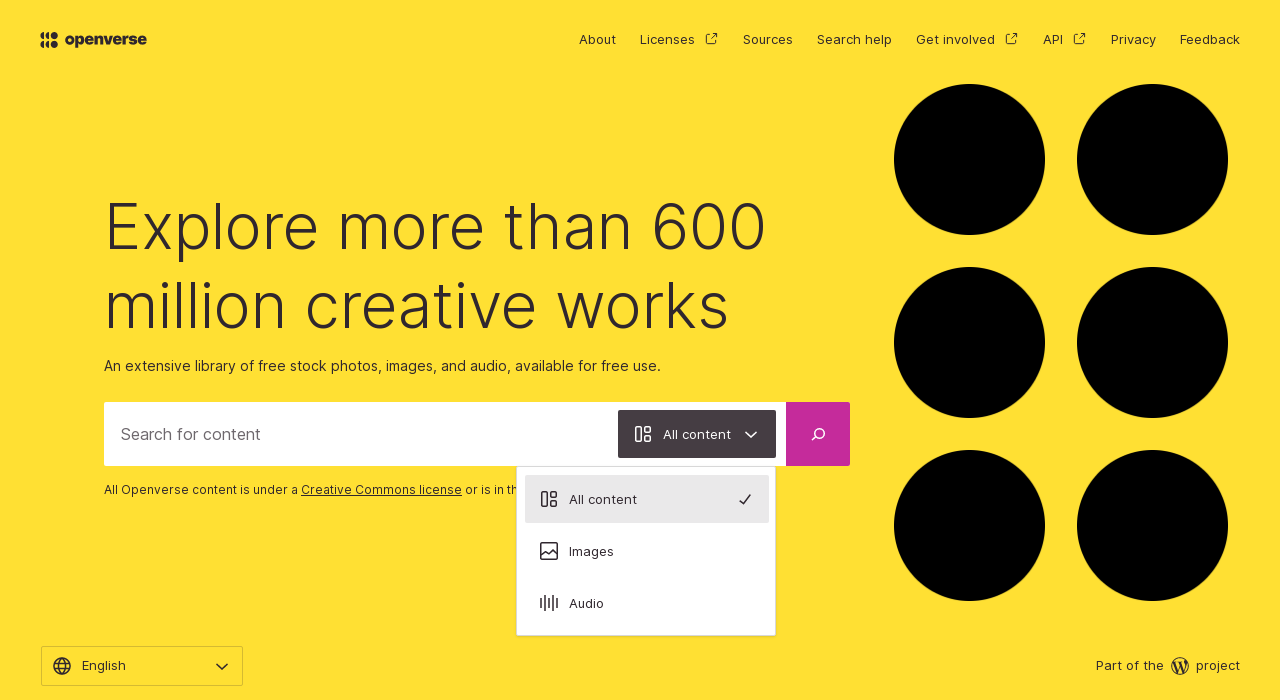 openverse
About
Licenses
Sources
Search help
Get involved
API
Privacy
Feedback
Explore more than 600
million creative works
An extensive library of free stock photos, images, and audio, available for free use.
Search for content
All content
All Openverse content is under a Creative Commons license or is in th
All content
Images
Audio
English
Part of the
project